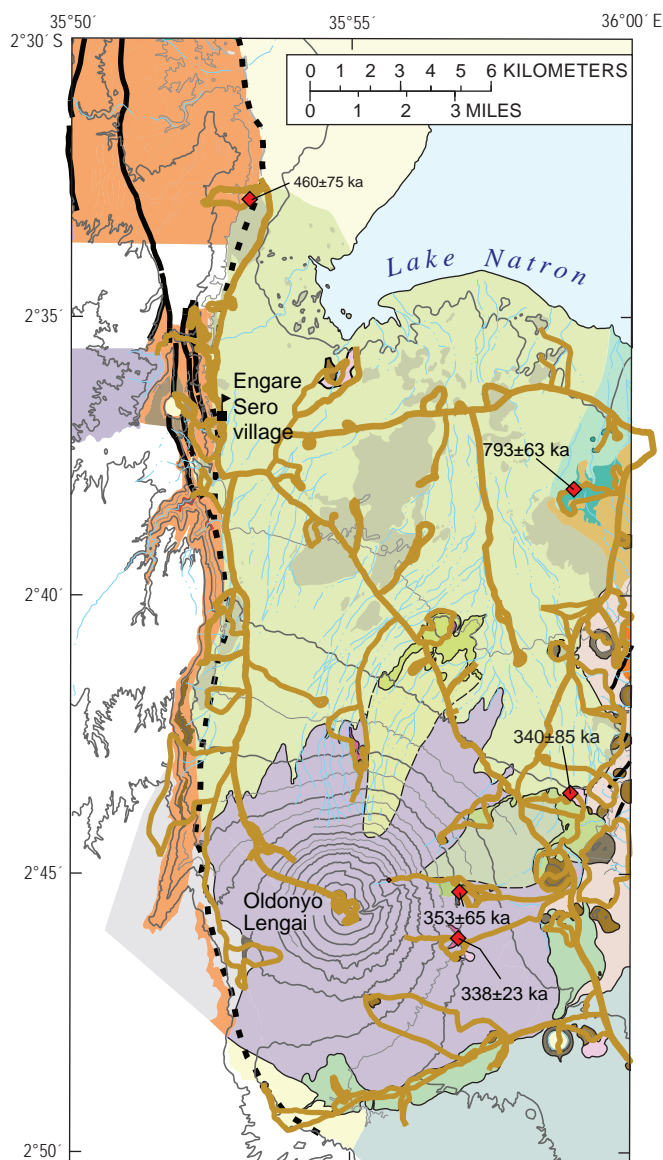 35°50´
35°55´
36°00´ E
2°30´ S
0 1 2 3 4 5 6 KILOMETERS
0 1 2 3 MILES
460±75 ka
Lake Natron
2°35´
Engare
Sero
village
793±63 ka
2°40´
340±85 ka
2°45´
Oldonyo
Lengai
353±65 ka
338±23 ka
2°50´